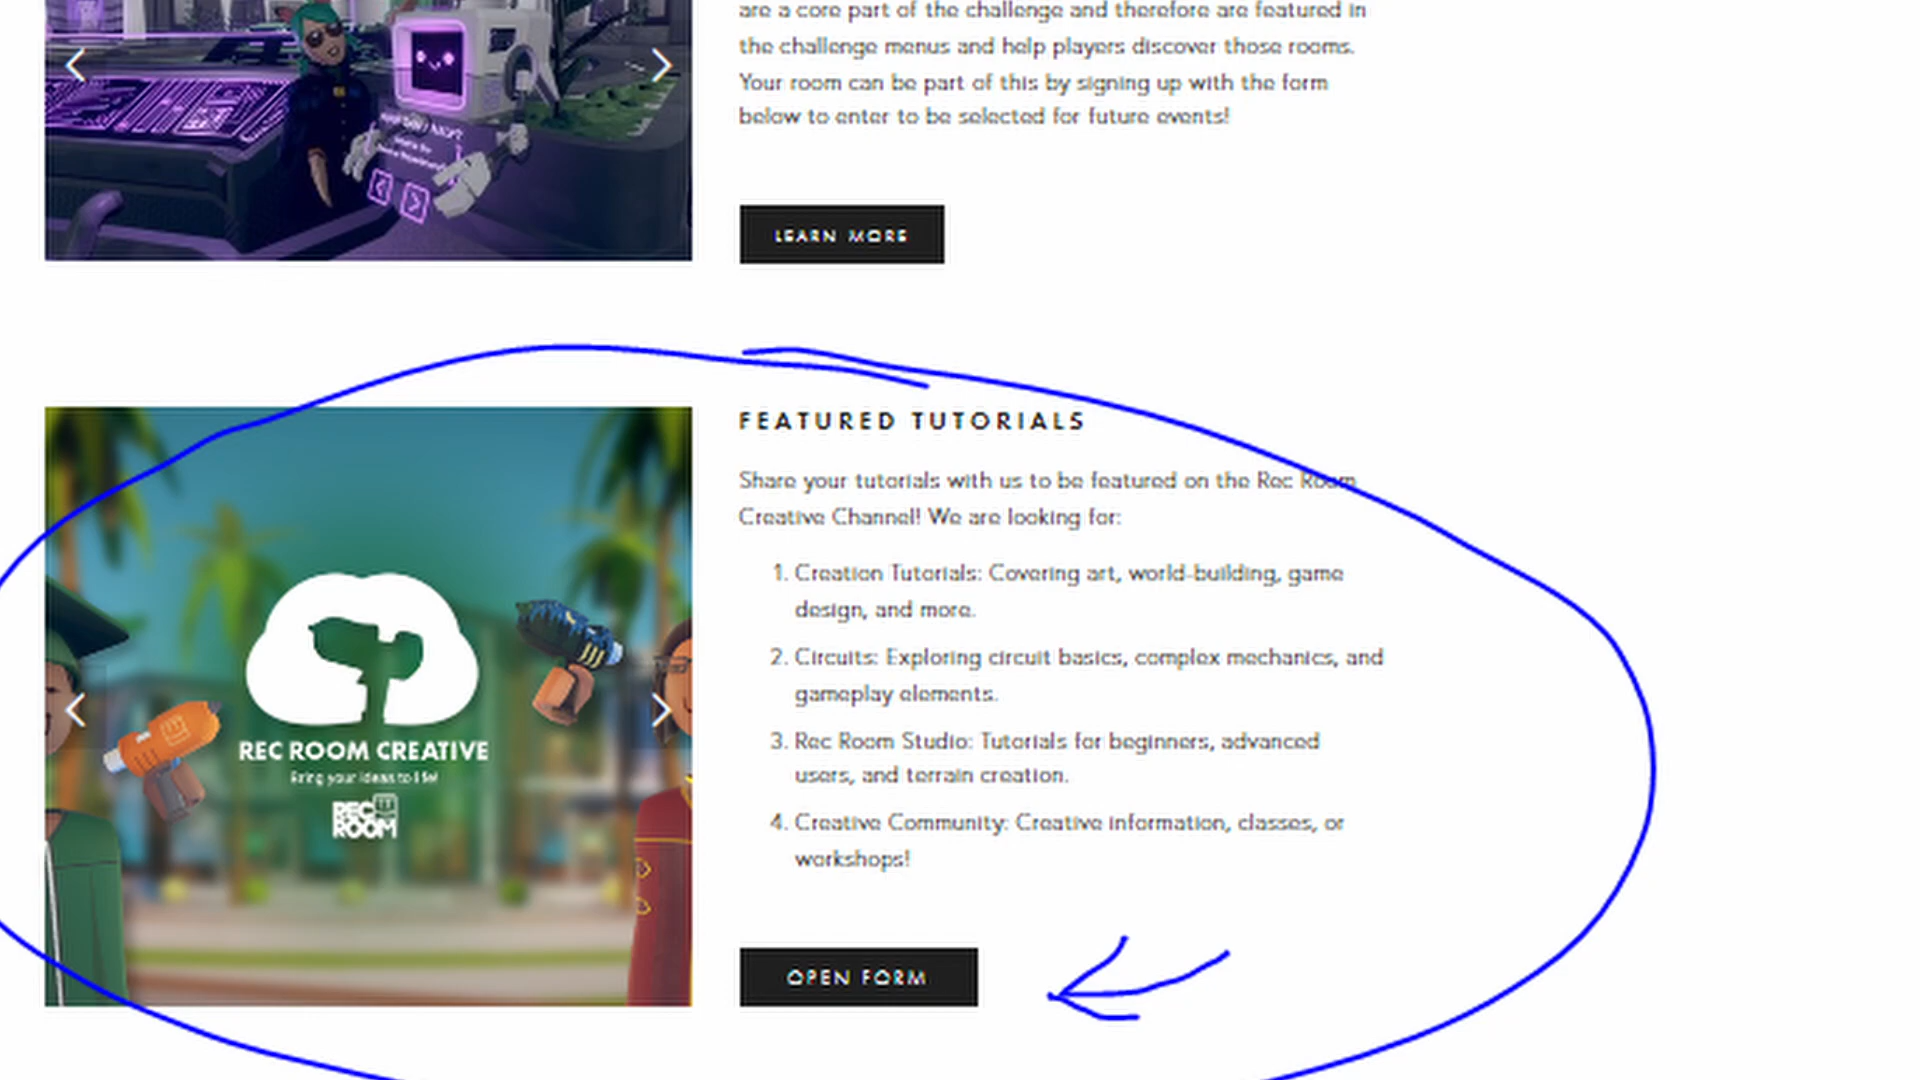 are a core part of the challenge and therefore are featured in
the challenge menus and help players discover those rooms.
Your room can be part of this by signing up with the form
below to enter to be selected for future events!
LEARN MORE
FEATURED TUTORIALS
Share your tutorials with us to be featured on the Rec Room
Creative Channel! We are looking for:
1. Creation Tutorials: Covering art, world-building, game
design, and more.
2. Circuits: Exploring circuit basics, complex mechanics, and
gameplay elements.
3. Rec Room Studio: Tutorials for beginners, advanced
users, and terrain creation.
4. Creative Community: Creative information, classes, or
workshops!
OPEN FORM
REC ROOM CREATIVE
Bring your ideas to life!
REC
ROOM